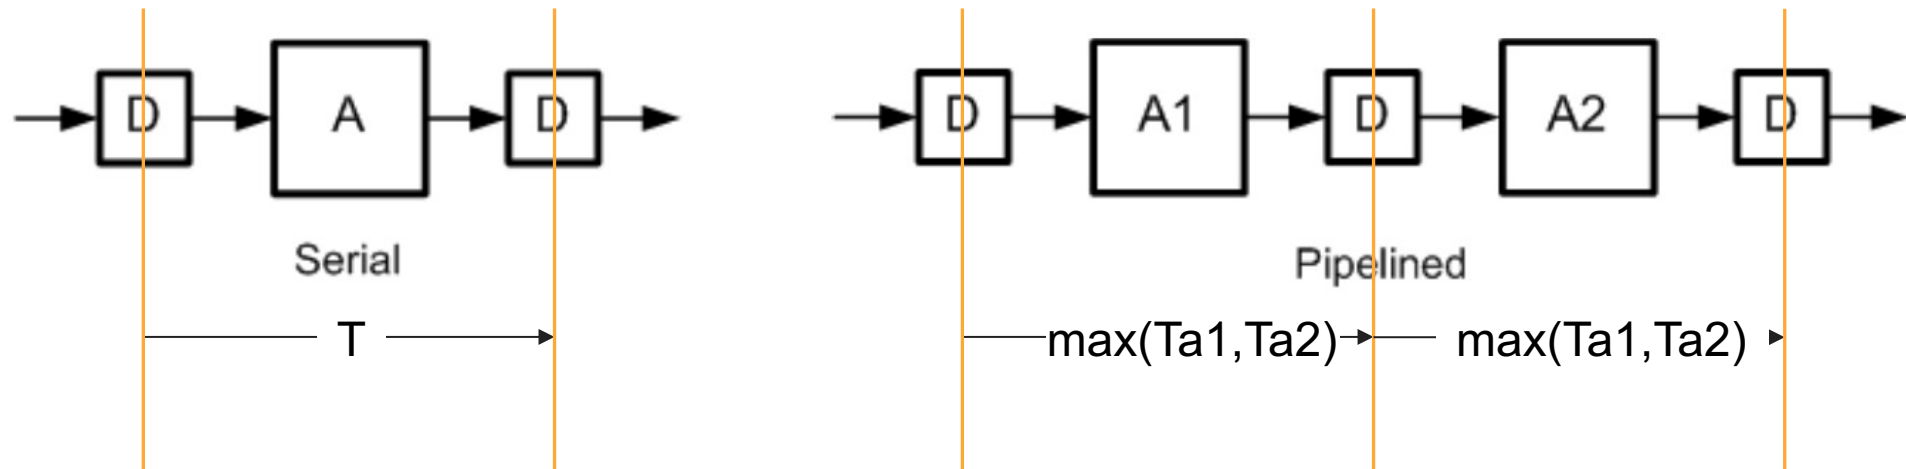 D A D
D A1 D A2 D
Serial
Pipelined
T
max(Ta1,Ta2) max(Ta1,Ta2)